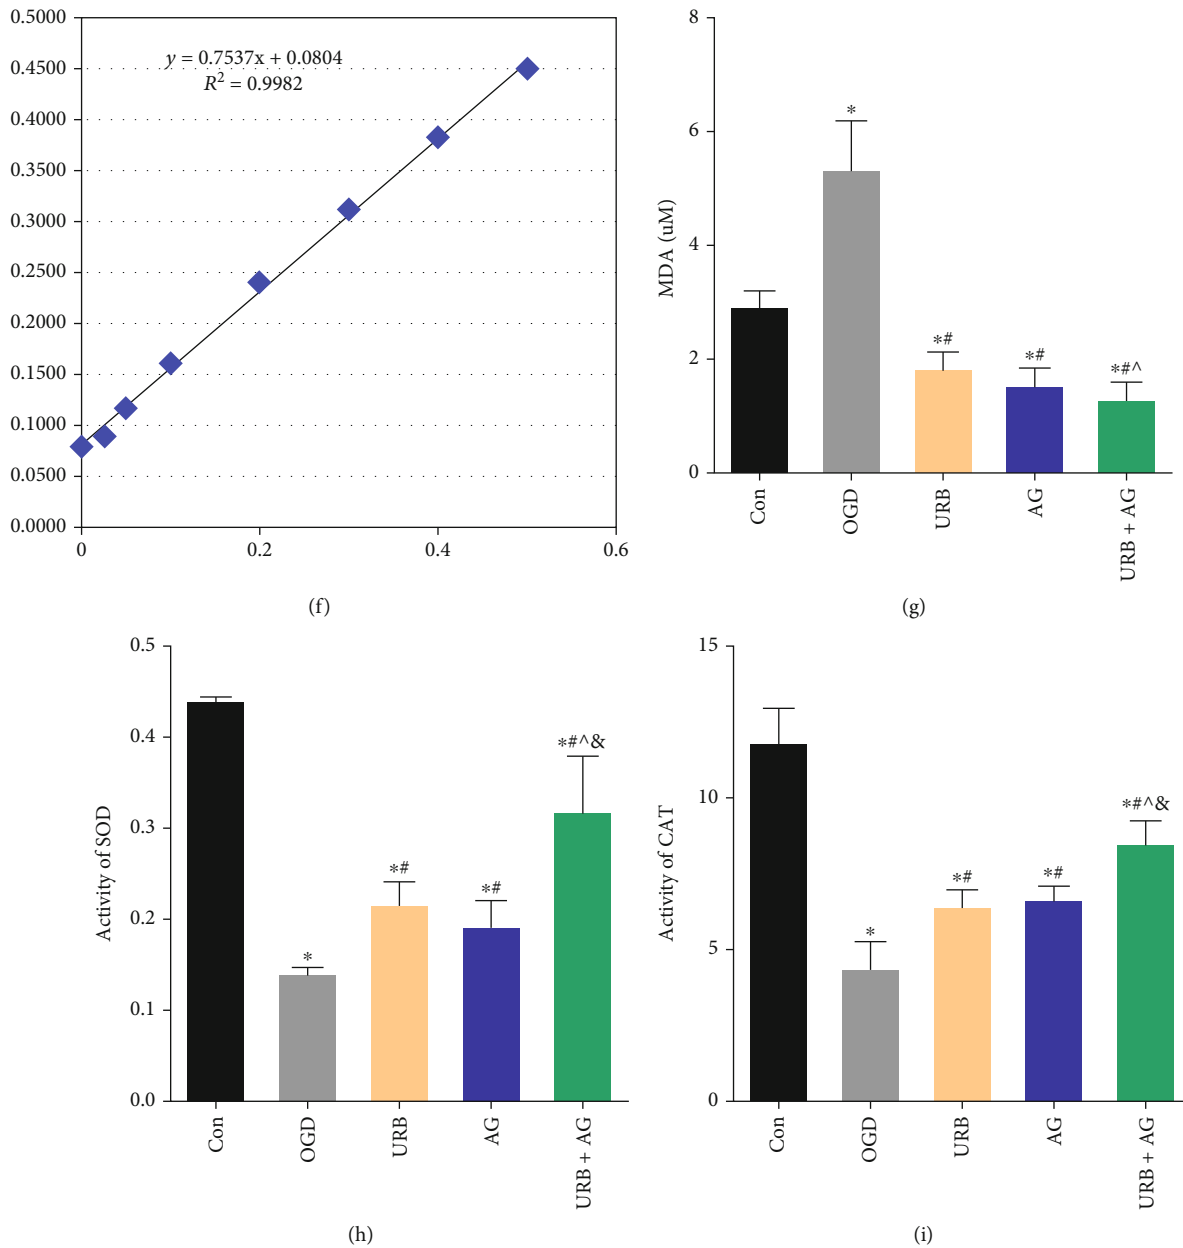 0.5000
0.4500
0.4000
0.3500
0.3000
0.2500
0.2000
0.1500
0.1000
0.0500
0.0000
y = 0.7537x + 0.0804
R² = 0.9982
0 0.2 0.4 0.6
(f)
MDA (uM)
8
6
4
2
0
*
*#
*#
*#^
Con
OGD
URB
AG
URB + AG
(g)
Activity of SOD
0.5
0.4
0.3
0.2
0.1
0.0
*
*#
*#
*#^&
Con
OGD
URB
AG
URB + AG
(h)
Activity of CAT
15
10
5
0
*
*#
*#
*#^&
Con
OGD
URB
AG
URB + AG
(i)